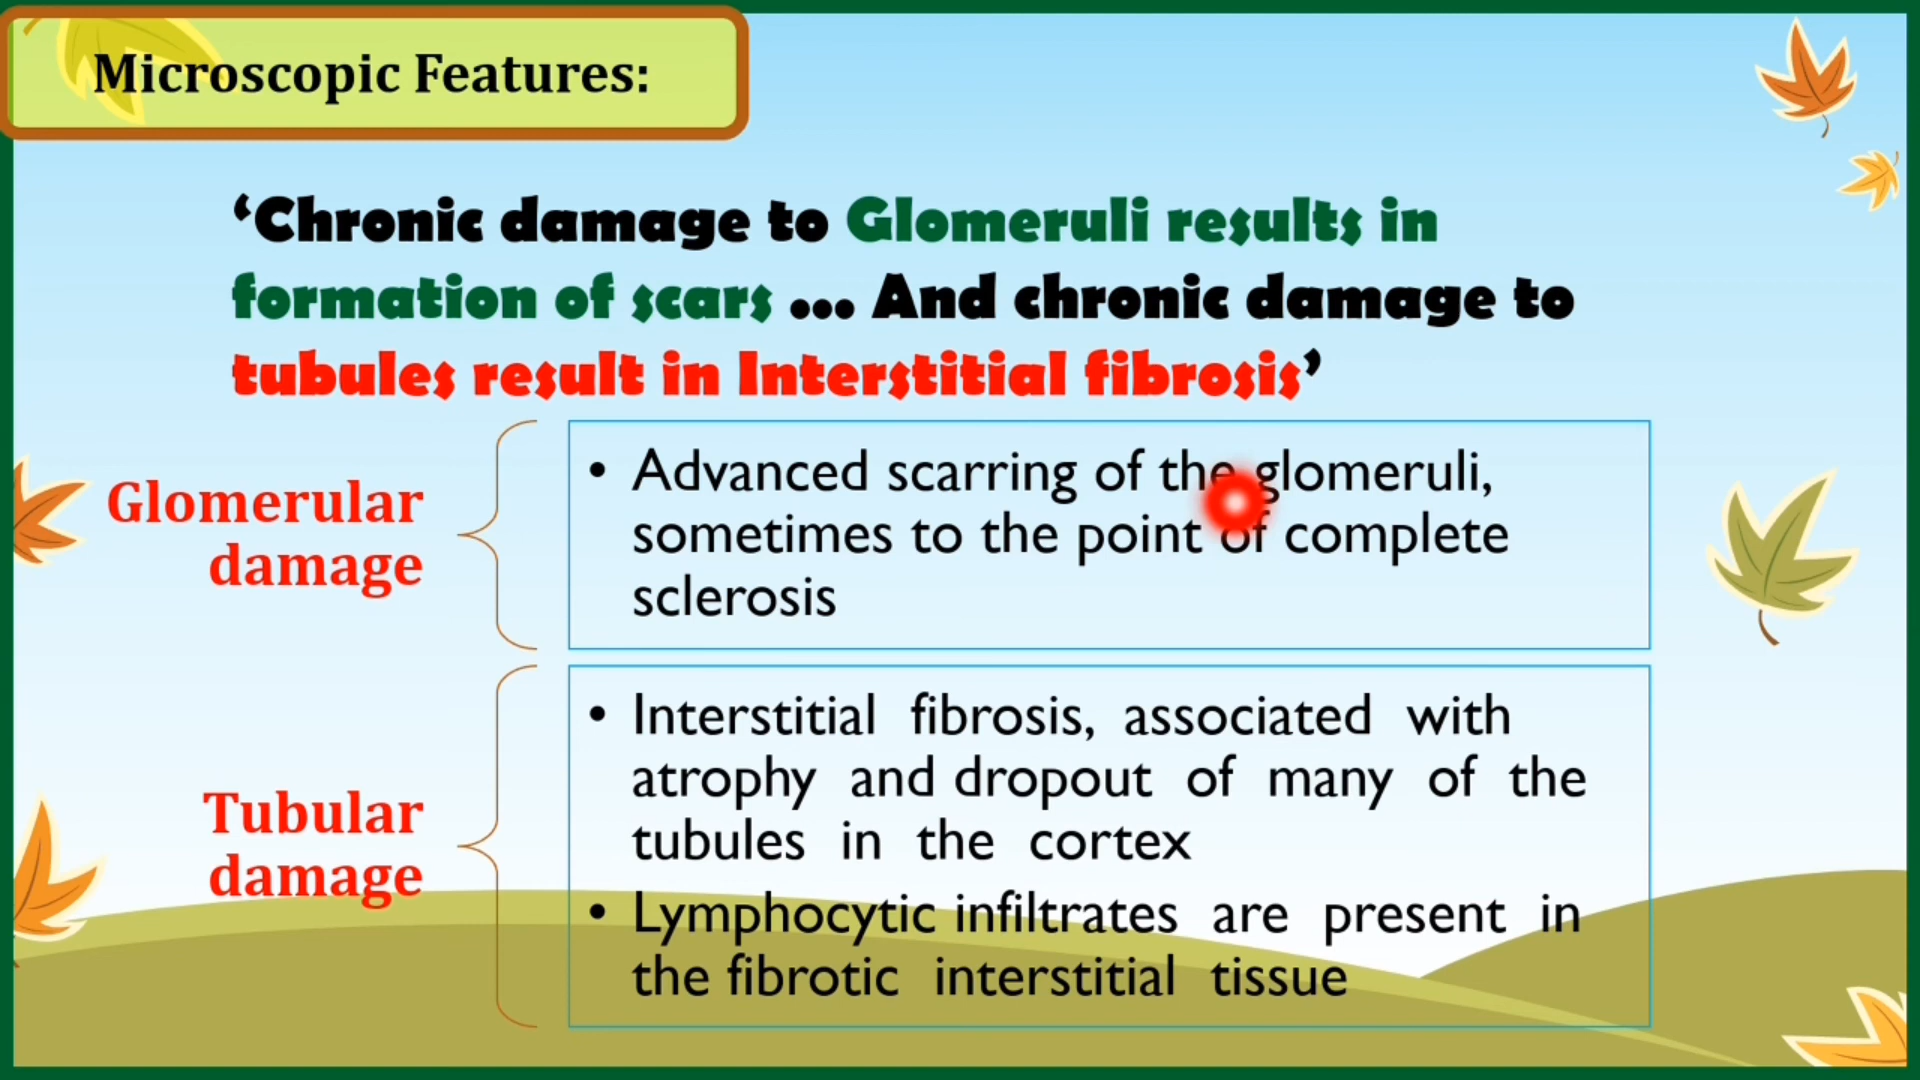 Microscopic Features:
‘Chronic damage to Glomeruli results in
formation of scars ... And chronic damage to
tubules result in Interstitial fibrosis’
Glomerular
damage
• Advanced scarring of the glomeruli,
sometimes to the point of complete
sclerosis
Tubular
damage
• Interstitial fibrosis, associated with
atrophy and dropout of many of the
tubules in the cortex
• Lymphocytic infiltrates are present in
the fibrotic interstitial tissue